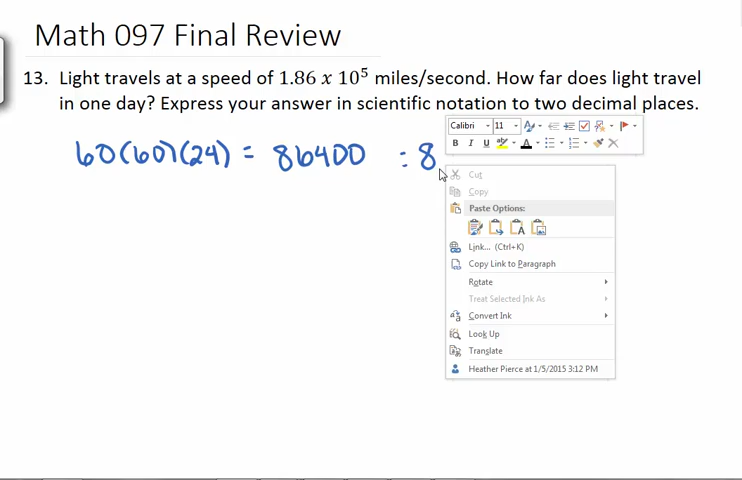 Math 097 Final Review
13. Light travels at a speed of 1.86 x 10⁵ miles/second. How far does light travel
in one day? Express your answer in scientific notation to two decimal places.
Calibri 11
B I U ab A
60(60)(24) = 86400 = 8
Cut
Copy
Paste Options:
A
Link... (Ctrl+K)
Copy Link to Paragraph
Rotate
Treat Selected Ink As
Convert Ink
Look Up
Translate
Heather Pierce at 1/5/2015 3:12 PM